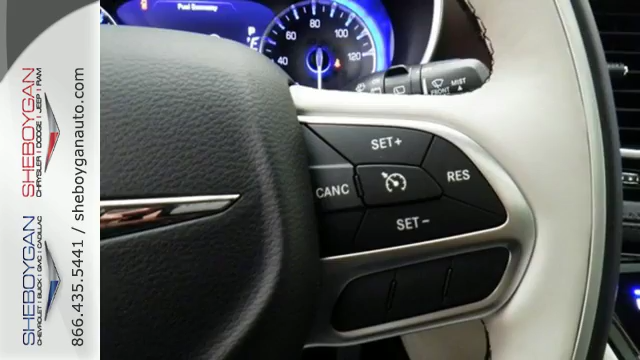 SHEBOYGAN
CHRYSLER | DODGE | JEEP | RAM
SHEBOYGAN
CHEVROLET | BUICK | GMC | CADILLAC
866.435.5441 / sheboyganauto.com
Fuel Economy
P
40
60
80
100
120
MIST
FRONT
SET+
CANC
RES
SET-